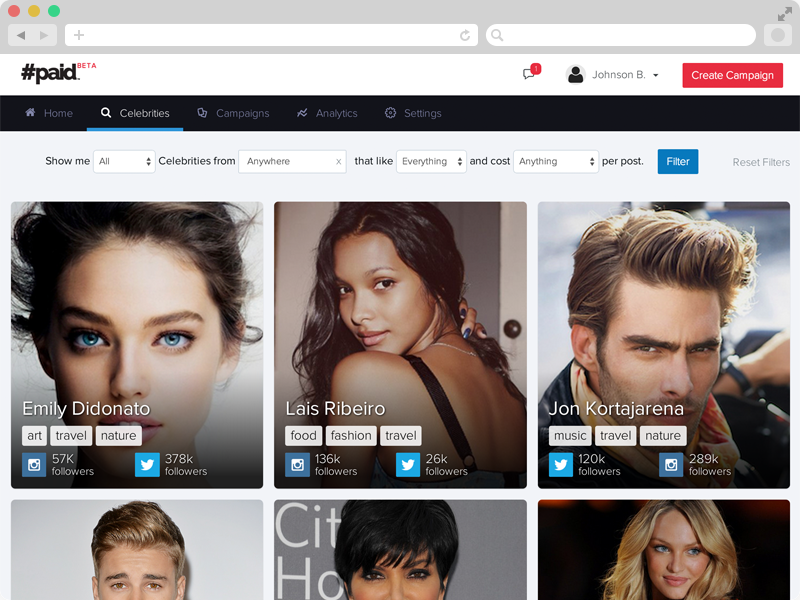 #paid. BETA
1
Johnson B.
Create Campaign
Home Celebrities Campaigns Analytics Settings
Show me All Celebrities from Anywhere x that like Everything and cost Anything per post. Filter Reset Filters
Emily Didonato
art travel nature
57K followers
378k followers
Lais Ribeiro
food fashion travel
136k followers
26k followers
Jon Kortajarena
music travel nature
120k followers
289k followers
Cit
Ho